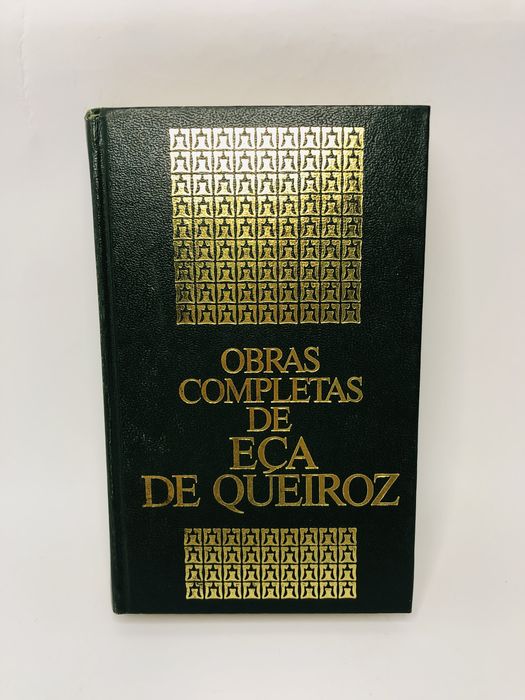 OBRAS
COMPLETAS
DE
EÇA
DE QUEIROZ